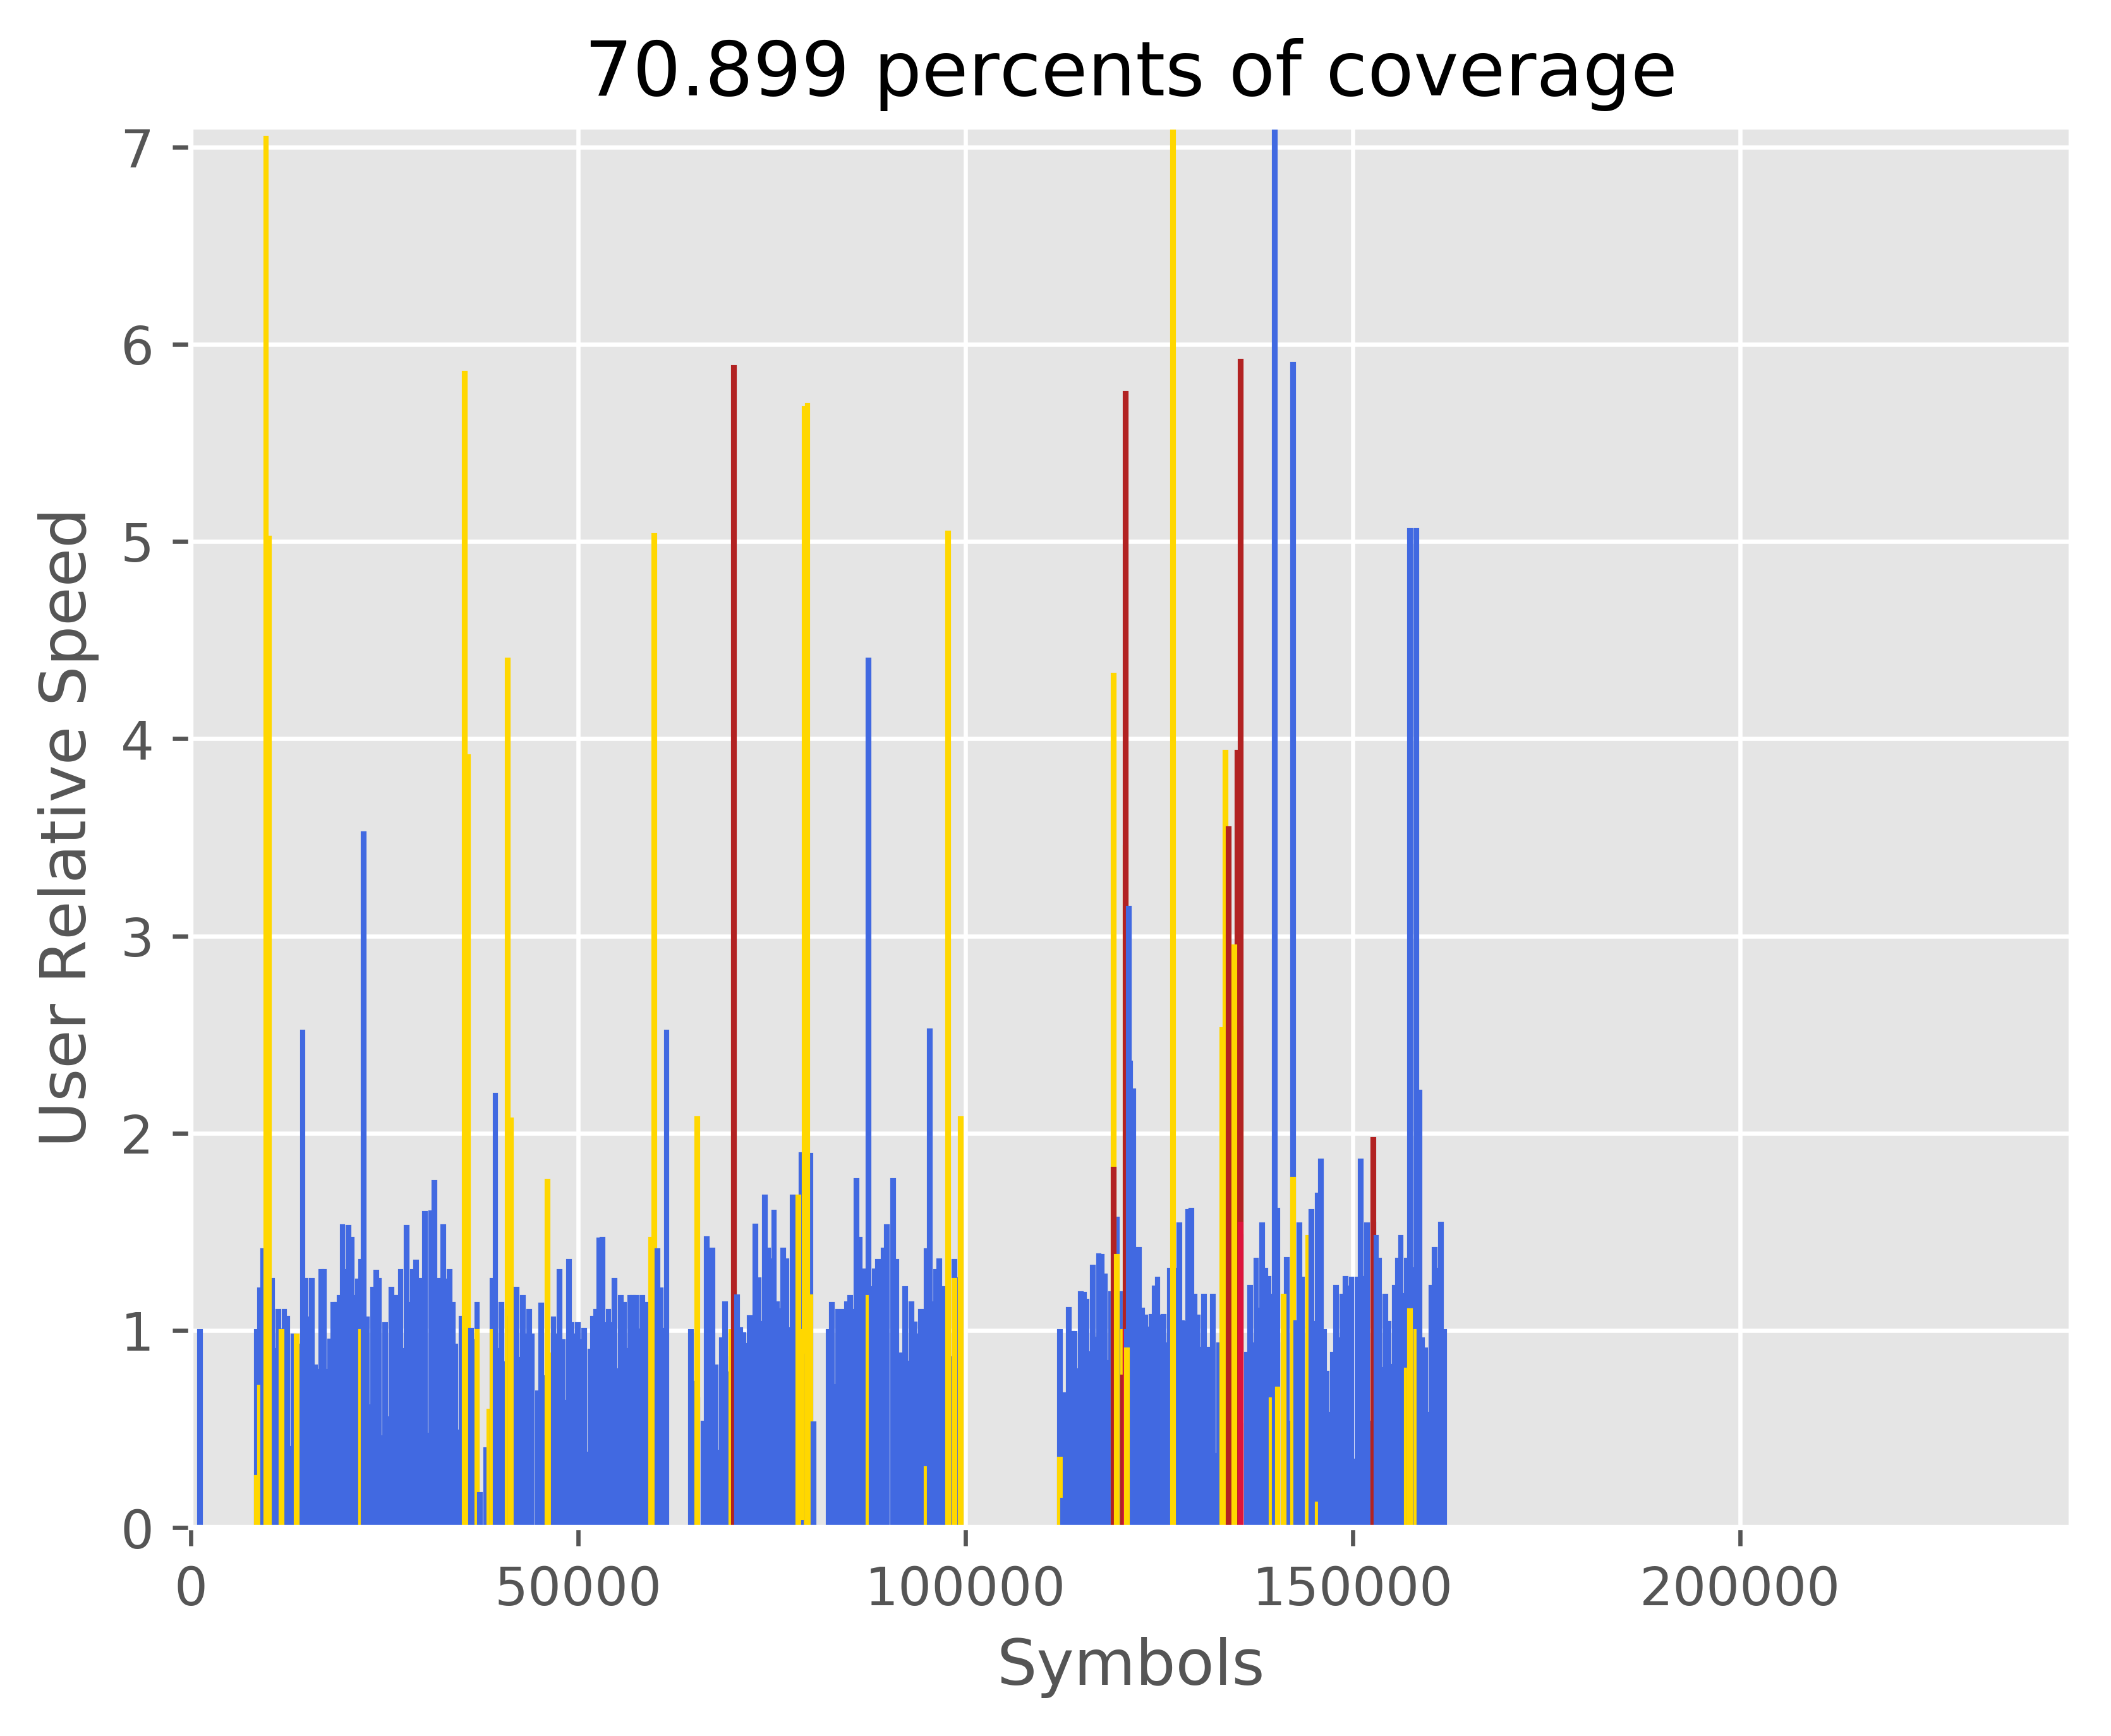 70.899 percents of coverage
7
6
5
4
3
2
1
0
User Relative Speed
0 50000 100000 150000 200000
Symbols